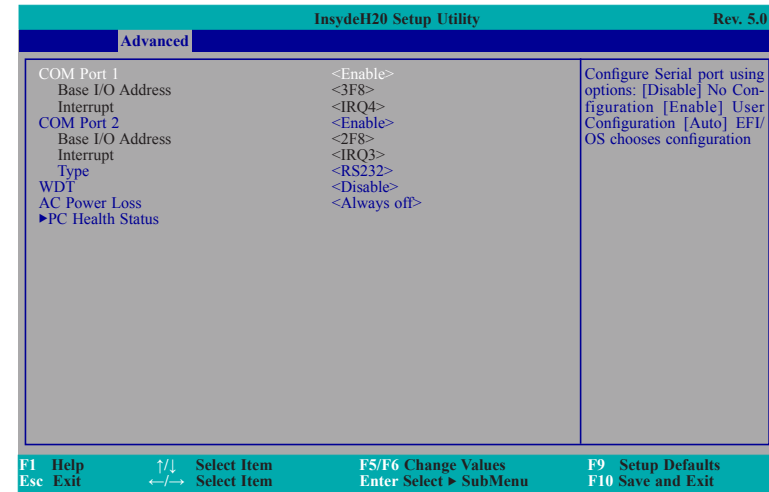 InsydeH20 Setup Utility Rev. 5.0
Advanced
COM Port 1 <Enable>
Base I/O Address <3F8>
Interrupt <IRQ4>
COM Port 2 <Enable>
Base I/O Address <2F8>
Interrupt <IRQ3>
Type <RS232>
WDT <Disable>
AC Power Loss <Always off>
►PC Health Status
Configure Serial port using
options: [Disable] No Con-
figuration [Enable] User
Configuration [Auto] EFI/
OS chooses configuration
F1 Help ↑/↓ Select Item F5/F6 Change Values F9 Setup Defaults
Esc Exit ←/→ Select Item Enter Select ► SubMenu F10 Save and Exit